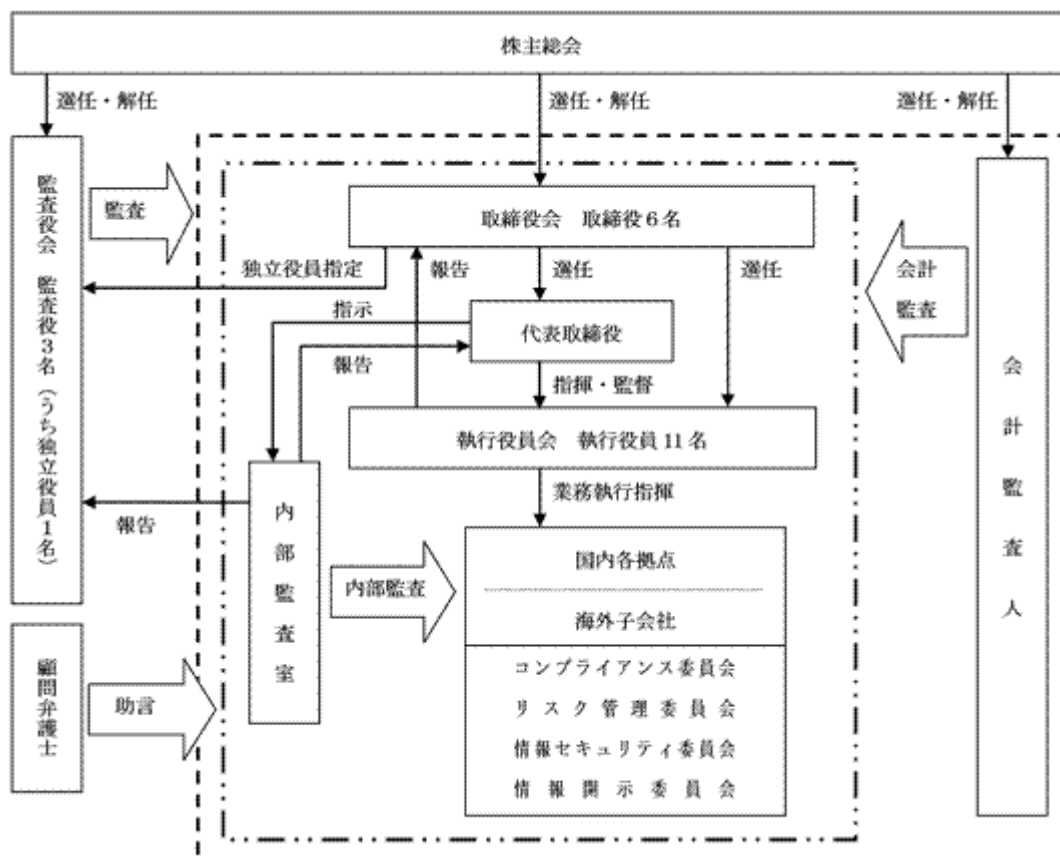 株主総会
選任・解任
選任・解任
選任・解任
監査役会 監査役3名(うち独立役員1名)
監査
取締役会 取締役6名
独立役員指定
報告
選任
選任
会計
監査
指示
代表取締役
報告
指揮・監督
執行役員会 執行役員11名
会計監査人
報告
内部監査室
業務執行指揮
内部監査
国内各拠点
海外子会社
コンプライアンス委員会
リスク管理委員会
情報セキュリティ委員会
情報開示委員会
顧問弁護士
助言